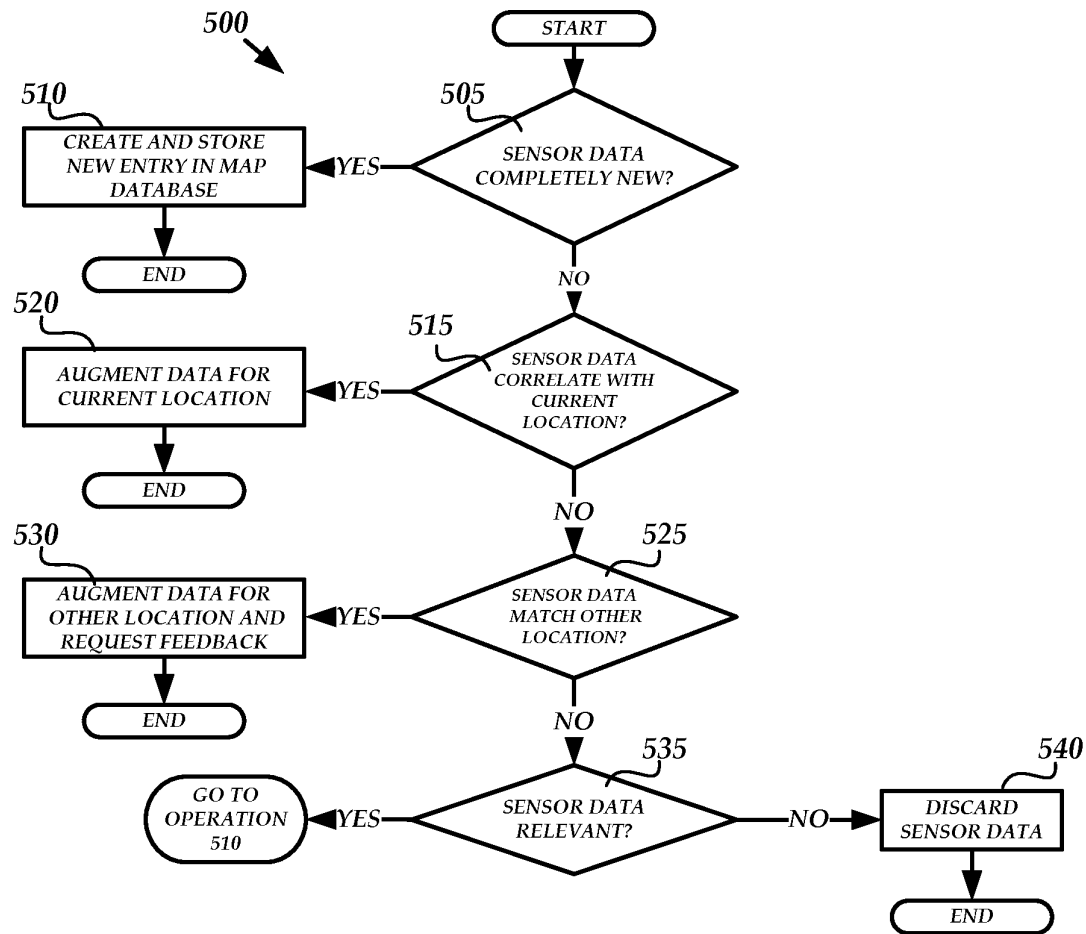 500
START
505
SENSOR DATA
COMPLETELY NEW?
YES
510
CREATE AND STORE
NEW ENTRY IN MAP
DATABASE
END
NO
515
SENSOR DATA
CORRELATE WITH
CURRENT
LOCATION?
YES
520
AUGMENT DATA FOR
CURRENT LOCATION
END
NO
525
SENSOR DATA
MATCH OTHER
LOCATION?
YES
530
AUGMENT DATA FOR
OTHER LOCATION AND
REQUEST FEEDBACK
END
NO
535
SENSOR DATA
RELEVANT?
YES
GO TO
OPERATION
510
NO
540
DISCARD
SENSOR DATA
END